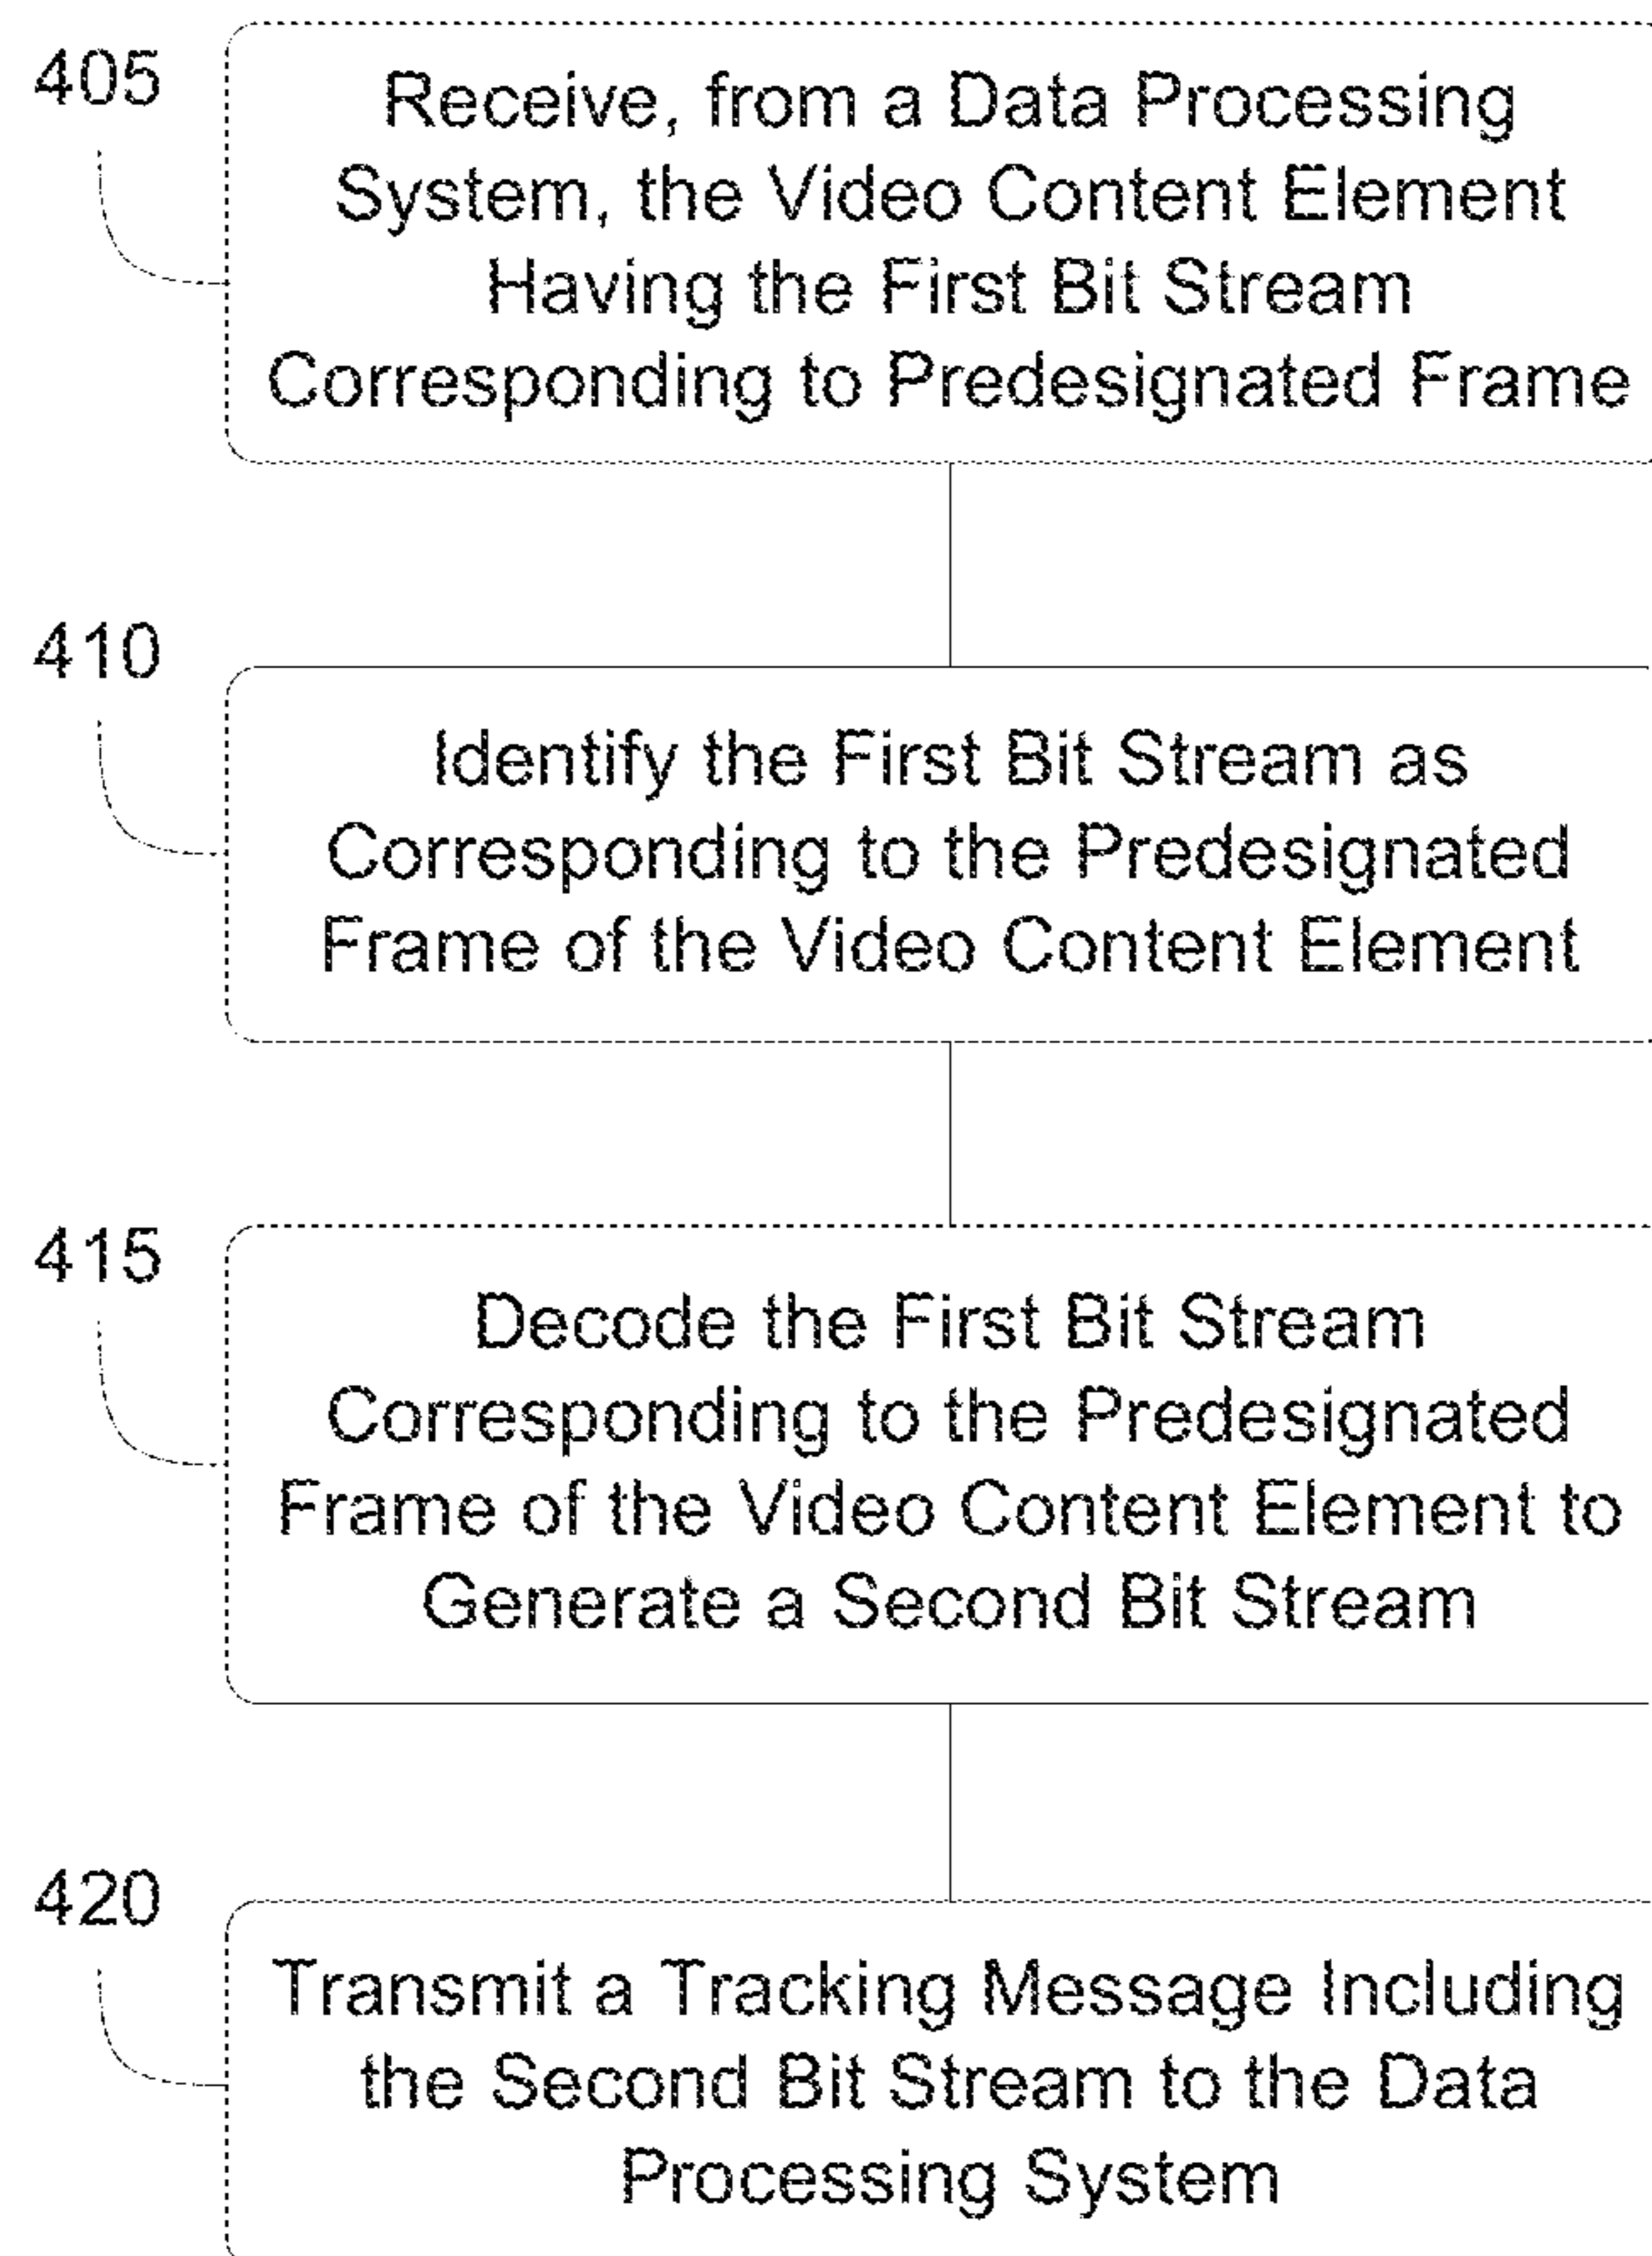 405
Receive, from a Data Processing
System, the Video Content Element
Having the First Bit Stream
Corresponding to Predesignated Frame
410
Identify the First Bit Stream as
Corresponding to the Predesignated
Frame of the Video Content Element
415
Decode the First Bit Stream
Corresponding to the Predesignated
Frame of the Video Content Element to
Generate a Second Bit Stream
420
Transmit a Tracking Message Including
the Second Bit Stream to the Data
Processing System